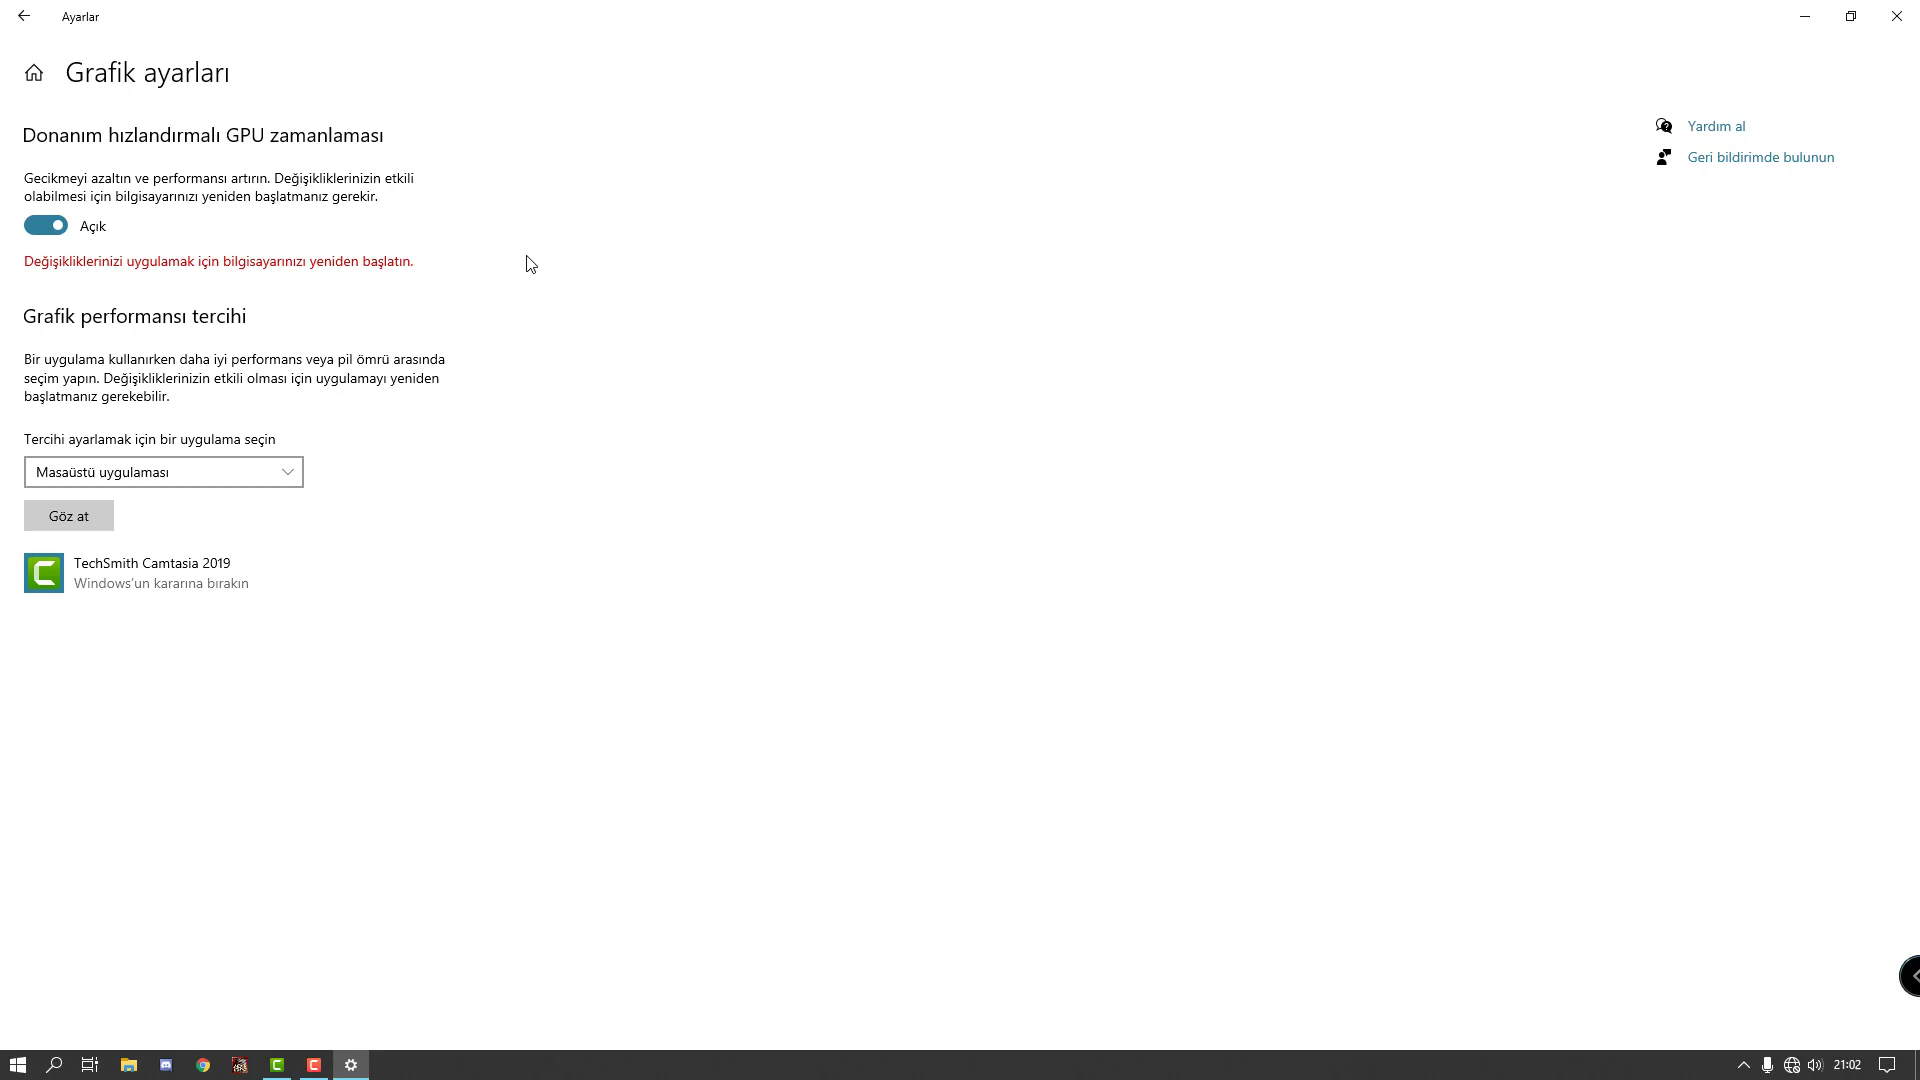 Ayarlar
Grafik ayarları
Donanım hızlandırmalı GPU zamanlaması
Gecikmeyi azaltın ve performansı artırın. Değişikliklerinizin etkili
olabilmesi için bilgisayarınızı yeniden başlatmanız gerekir.
Açık
Değişikliklerinizi uygulamak için bilgisayarınızı yeniden başlatın.
Grafik performansı tercihi
Bir uygulama kullanırken daha iyi performans veya pil ömrü arasında
seçim yapın. Değişikliklerinizin etkili olması için uygulamayı yeniden
başlatmanız gerekebilir.
Tercihi ayarlamak için bir uygulama seçin
Masaüstü uygulaması
Göz at
TechSmith Camtasia 2019
Windows'un kararına bırakın
Yardım al
Geri bildirimde bulunun
21:02